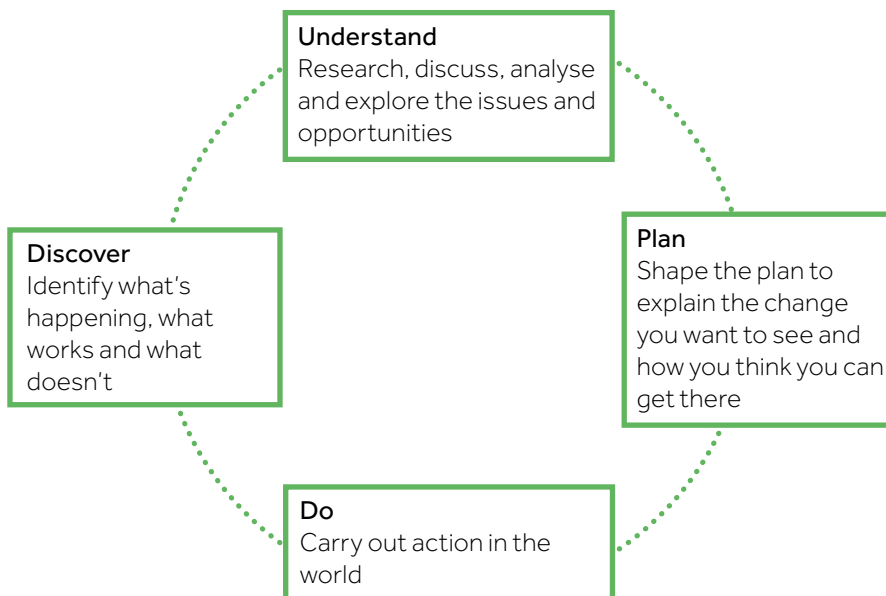 Understand
Research, discuss, analyse
and explore the issues and
opportunities
Plan
Shape the plan to
explain the change
you want to see and
how you think you can
get there
Do
Carry out action in the
world
Discover
Identify what's
happening, what
works and what
doesn't